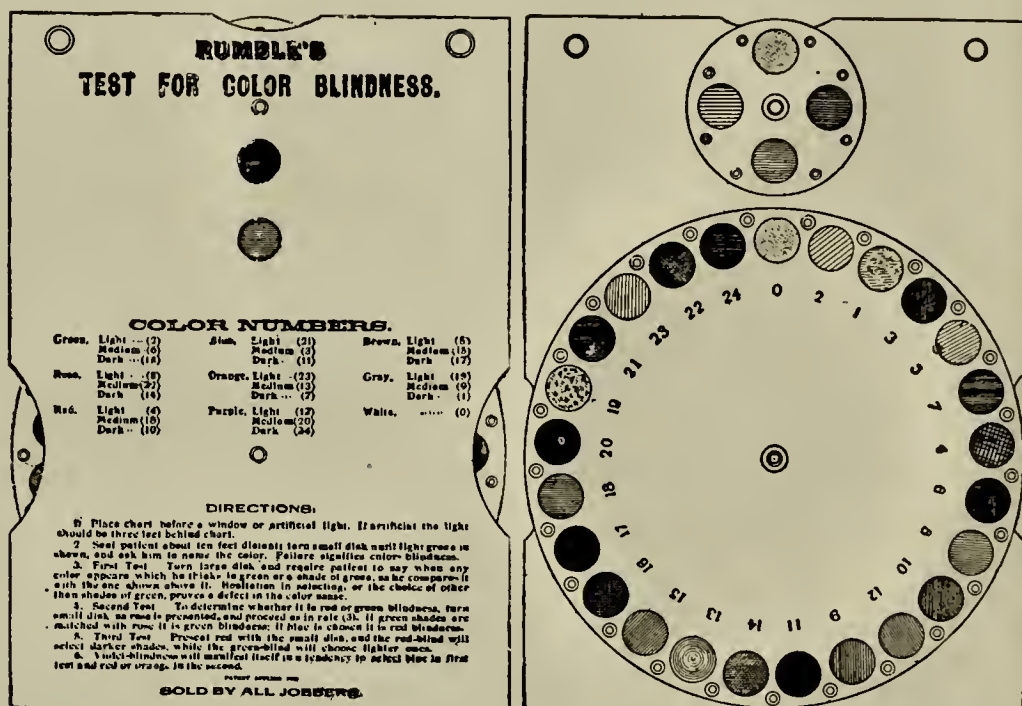 RUMBLE'S
TEST FOR COLOR BLINDNESS.
COLOR NUMBERS.
Green, Light (2) Blue, Light (21) Brown, Light (5)
Medium (6) Medium (3) Medium (15)
Dark Dark (11) Dark (17)
Rose, Light (8) Orange, Light (23) Gray, Light (19)
Medium Medium (13) Medium (9)
Dark (14) Dark (7) Dark (1)
Red, Light (4) Purple, Light (12) White, (0)
Medium (18) Medium (20)
Dark (10) Dark (24)
DIRECTIONS:
Place chart before a window or artificial light. If artificial the light
should be three feet behind chart.
2 Seat patient about ten feet distant; turn small disk until light green is
shown, and ask him to name the color. Failure signifies color-blindness.
3. First Test Turn large disk and require patient to say when any
color appears which he thinks is green or a shade of green, as he compares it
with the one shown above it. Hesitation in selecting, or the choice of other
than shades of green, proves a defect in the color sense.
4. Second Test To determine whether it is red or green blindness, turn
small disk so rose is presented, and proceed as in rule (3). If green shades are
matched with rose it is green blindness; if blue is chosen it is red blindness.
5. Third Test Present red with the small disk, and the red-blind will
select darker shades, while the green-blind will choose lighter ones.
6. Violet-blindness will manifest itself in a tendency to select blue in first
test and red or orange in the second.
SOLD BY ALL JOBBERS.
0
2
1
3
5
7
4
6
8
10
12
9
11
14
13
15
16
17
18
20
19
21
23
22
24